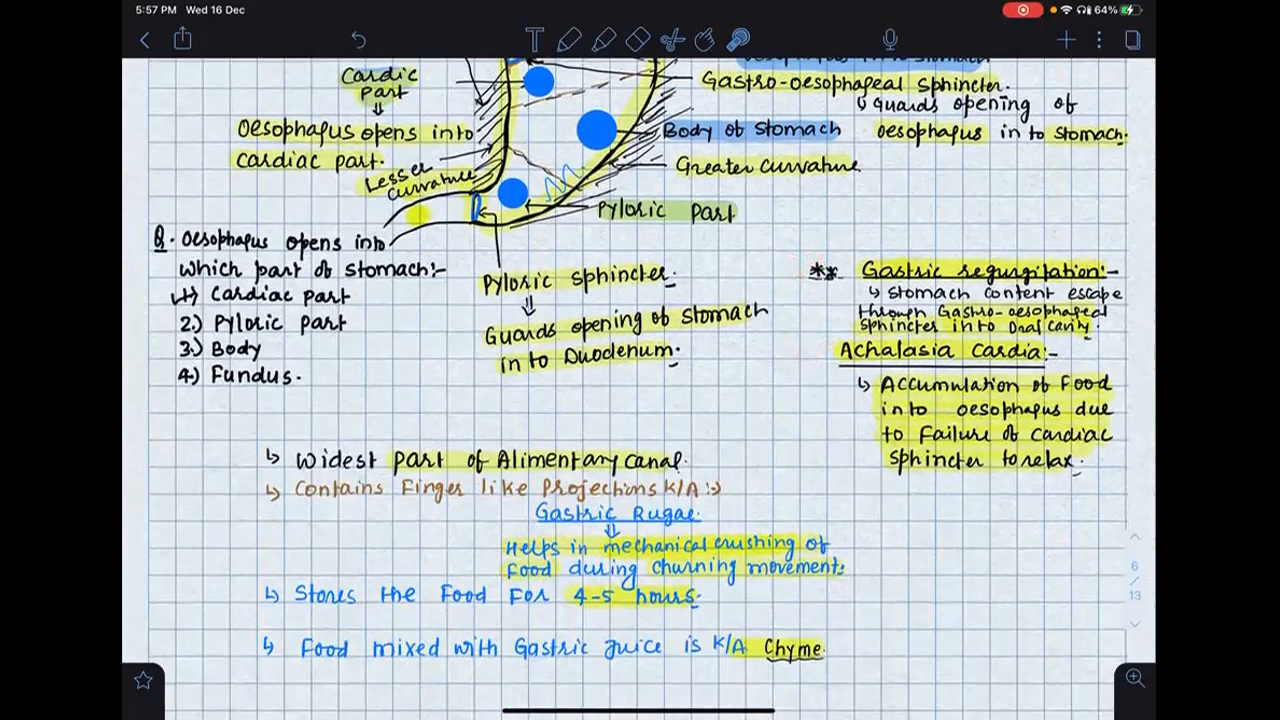 5:57 PM Wed 16 Dec
64%
Cardic
part
⇓
Oesophagus opens into
cardiac part.
Lesser
curvature
Gastro-oesophageal sphincter.
↳ Guards opening of
oesophagus in to stomach.
Body of Stomach
Greater curvature
Pyloric part
Q. Oesophagus opens into
which part of stomach:-
1) Cardiac part
2.) Pyloric part
3.) Body
4.) Fundus.
Pyloric sphincter.
⇓
Guards opening of stomach
in to Duodenum.
** Gastric regurgitation:-
↳ stomach content escape
through Gastro-oesophageal
sphincter into oral cavity.
Achalasia Cardia:-
↳ Accumulation of Food
into oesophagus due
to Failure of cardiac
sphincter to relax.
↳ Widest part of Alimentary canal.
↳ Contains Finger like Projections K/A:→
Gastric Rugae.
⇓
Helps in mechanical crushing of
Food during churning movement.
↳ Stores the Food For 4-5 hours.
↳ Food mixed with Gastric juice is K/A Chyme.
6
/
13